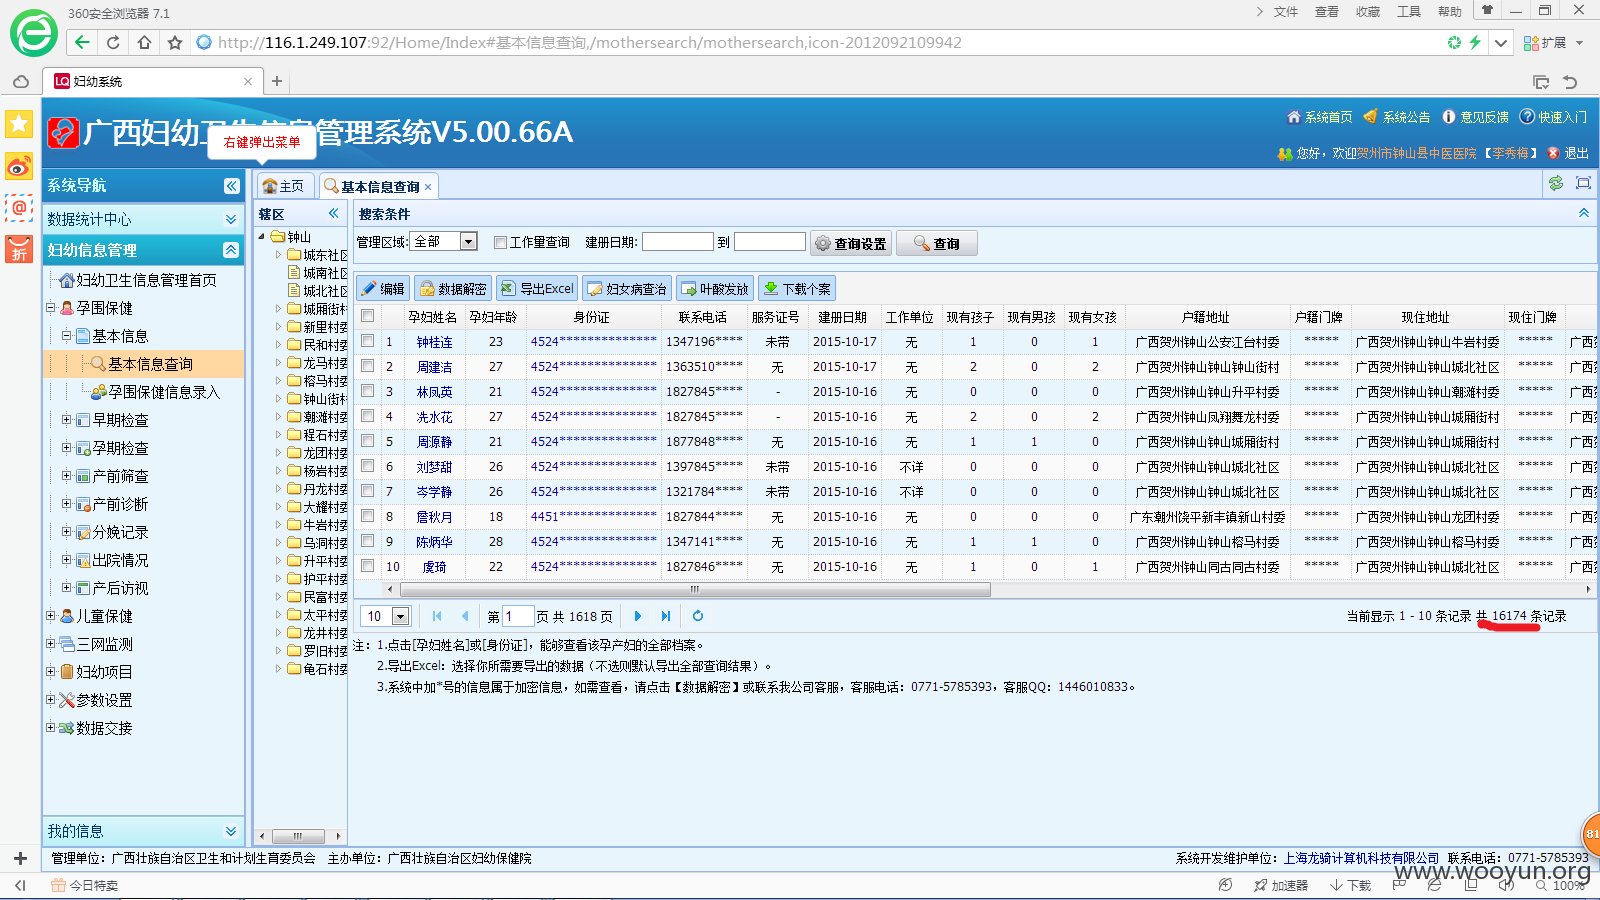 360安全浏览器 7.1
文件 查看 收藏 工具 帮助
http://116.1.249.107:92/Home/Index#基本信息查询,/mothersearch/mothersearch,icon-2012092109942
扩展
LQ 妇幼系统
广西妇幼卫生信息管理系统V5.00.66A
右键弹出菜单
系统首页 系统公告 意见反馈 快速入门
您好，欢迎贺州市钟山县中医医院 【李秀梅】 退出
系统导航
数据统计中心
妇幼信息管理
妇幼卫生信息管理首页
孕围保健
基本信息
基本信息查询
孕围保健信息录入
早期检查
孕期检查
产前筛查
产前诊断
分娩记录
出院情况
产后访视
儿童保健
三网监测
妇幼项目
参数设置
数据交接
我的信息
主页 基本信息查询
辖区
钟山
城东社区
城南社区
城北社区
城厢街村
新里村委
民和村委
龙马村委
榕马村委
钟山街村
潮滩村委
程石村委
龙团村委
杨岩村委
丹龙村委
大耀村委
牛岩村委
乌洞村委
升平村委
护平村委
民富村委
太平村委
龙井村委
罗旧村委
龟石村委
搜索条件
管理区域: 全部 工作量查询 建册日期: 到 查询设置 查询
编辑 数据解密 导出Excel 妇女病查治 叶酸发放 下载个案
孕妇姓名 孕妇年龄 身份证 联系电话 服务证号 建册日期 工作单位 现有孩子 现有男孩 现有女孩 户籍地址 户籍门牌 现住地址 现住门牌
1 钟桂连 23 4524************** 1347196**** 未带 2015-10-17 无 1 0 1 广西贺州钟山公安江台村委 ***** 广西贺州钟山钟山牛岩村委 ***** 广西
2 周建洁 27 4524************** 1363510**** 无 2015-10-17 无 2 0 2 广西贺州钟山钟山钟山街村 ***** 广西贺州钟山钟山城北社区 ***** 广西贺
3 林凤英 21 4524************** 1827845**** - 2015-10-16 无 0 0 0 广西贺州钟山钟山升平村委 ***** 广西贺州钟山钟山潮滩村委 ***** 广西
4 冼水花 27 4524************** 1827845**** - 2015-10-16 无 2 0 2 广西贺州钟山凤翔舞龙村委 ***** 广西贺州钟山钟山城厢街村 ***** 广西贺
5 周源静 21 4524************** 1877848**** 无 2015-10-16 无 1 1 0 广西贺州钟山钟山城厢街村 ***** 广西贺州钟山钟山城厢街村 ***** 广西贺
6 刘梦甜 26 4524************** 1397845**** 未带 2015-10-16 不详 0 0 0 广西贺州钟山钟山城北社区 ***** 广西贺州钟山钟山城北社区 ***** 广西贺
7 岑学静 26 4524************** 1321784**** 未带 2015-10-16 不详 0 0 0 广西贺州钟山钟山城北社区 ***** 广西贺州钟山钟山城北社区 ***** 广西贺
8 詹秋月 18 4451************** 1827844**** 无 2015-10-16 无 0 0 0 广东潮州饶平新丰镇新山村委 ***** 广西贺州钟山钟山龙团村委 ***** 广西贺
9 陈炳华 28 4524************** 1347141**** 无 2015-10-16 无 1 1 0 广西贺州钟山钟山榕马村委 ***** 广西贺州钟山钟山榕马村委 ***** 广西贺
10 虞琦 22 4524************** 1827846**** 无 2015-10-16 无 1 0 1 广西贺州钟山同古同古村委 ***** 广西贺州钟山钟山城北社区 ***** 广西贺
10 第 1 页 共 1618 页 当前显示 1 - 10 条记录 共 16174 条记录
注: 1.点击[孕妇姓名]或[身份证]，能够查看该孕产妇的全部档案。
2.导出Excel: 选择你所需要导出的数据（不选则默认导出全部查询结果）。
3.系统中加*号的信息属于加密信息，如需查看，请点击【数据解密】或联系我公司客服，客服电话: 0771-5785393，客服QQ: 1446010833。
管理单位: 广西壮族自治区卫生和计划生育委员会 主办单位: 广西壮族自治区妇幼保健院 系统开发维护单位: 上海龙骑计算机科技有限公司 联系电话: 0771-5785393
81
www.wooyun.org
今日特卖 加速器 下载 100%